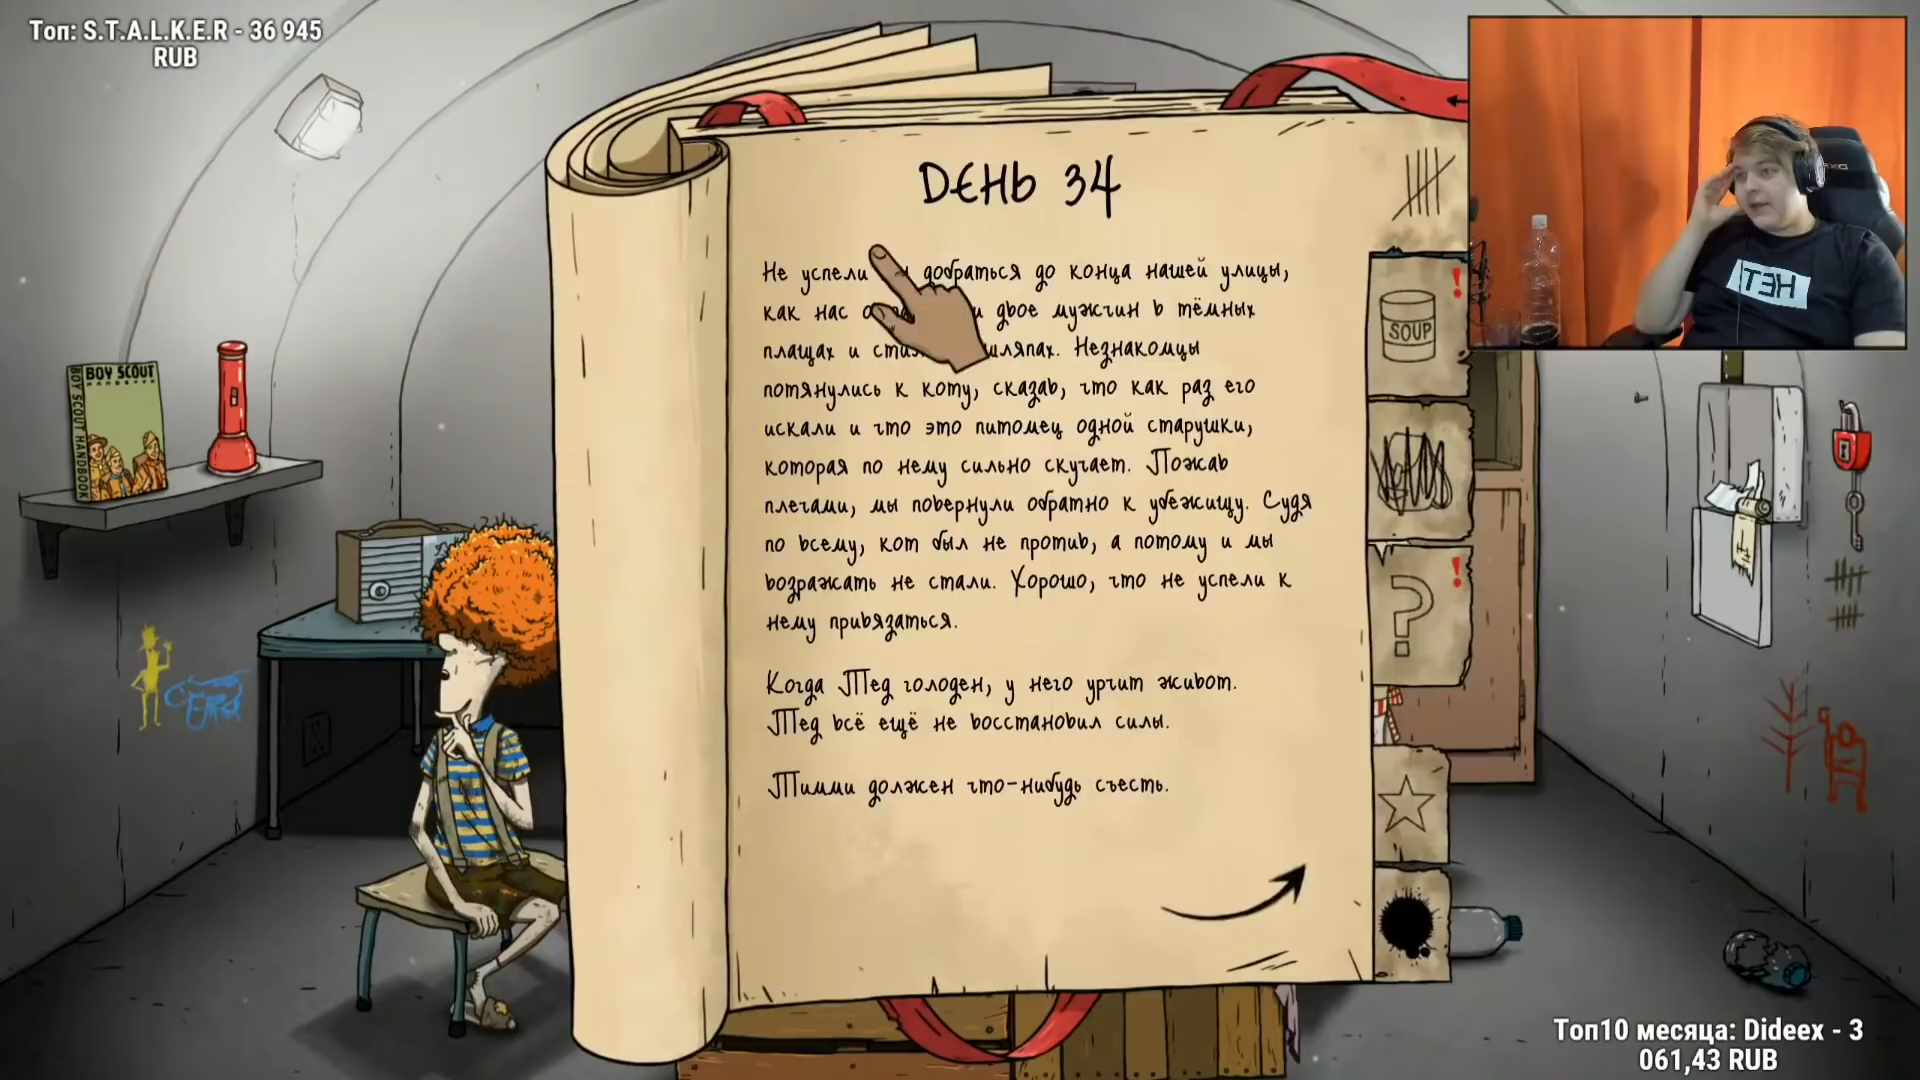 Топ: S.T.A.L.K.E.R - 36 945
RUB
ДЕНЬ 34
Не успели добраться до конца нашей улицы,
как нас двое мужчин в тёмных
плащах и шляпах. Незнакомцы
потянулись к коту, сказав, что как раз его
искали и что это питомец одной старушки,
которая по нему сильно скучает. Пожав
плечами, мы повернули обратно к убежищу. Судя
по всему, кот был не против, а потому и мы
возражать не стали. Хорошо, что не успели к
нему привязаться.
Когда Тед голоден, у него урчит живот.
Тед всё ещё не восстановил силы.
Тимми должен что-нибудь съесть.
SOUP
!
?
!
BOY SCOUT
HANDBOOK
BOY SCOUT HANDBOOK
НЕТ
Топ10 месяца: Dideex - 3
061,43 RUB